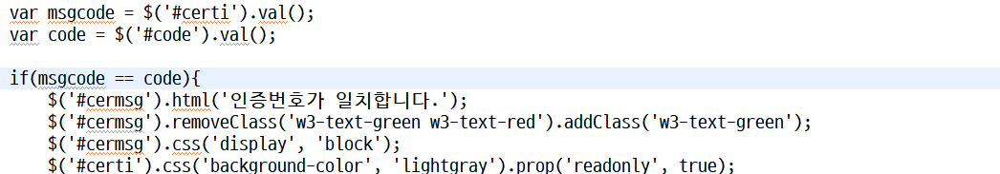 var msgcode = $('#certi').val();
var code = $('#code').val();
if(msgcode == code){
$('#cermsg').html('인증번호가 일치합니다.');
$('#cermsg').removeClass('w3-text-green w3-text-red').addClass('w3-text-green');
$('#cermsg').css('display', 'block');
$('#certi').css('background-color', 'lightgray').prop('readonly', true);